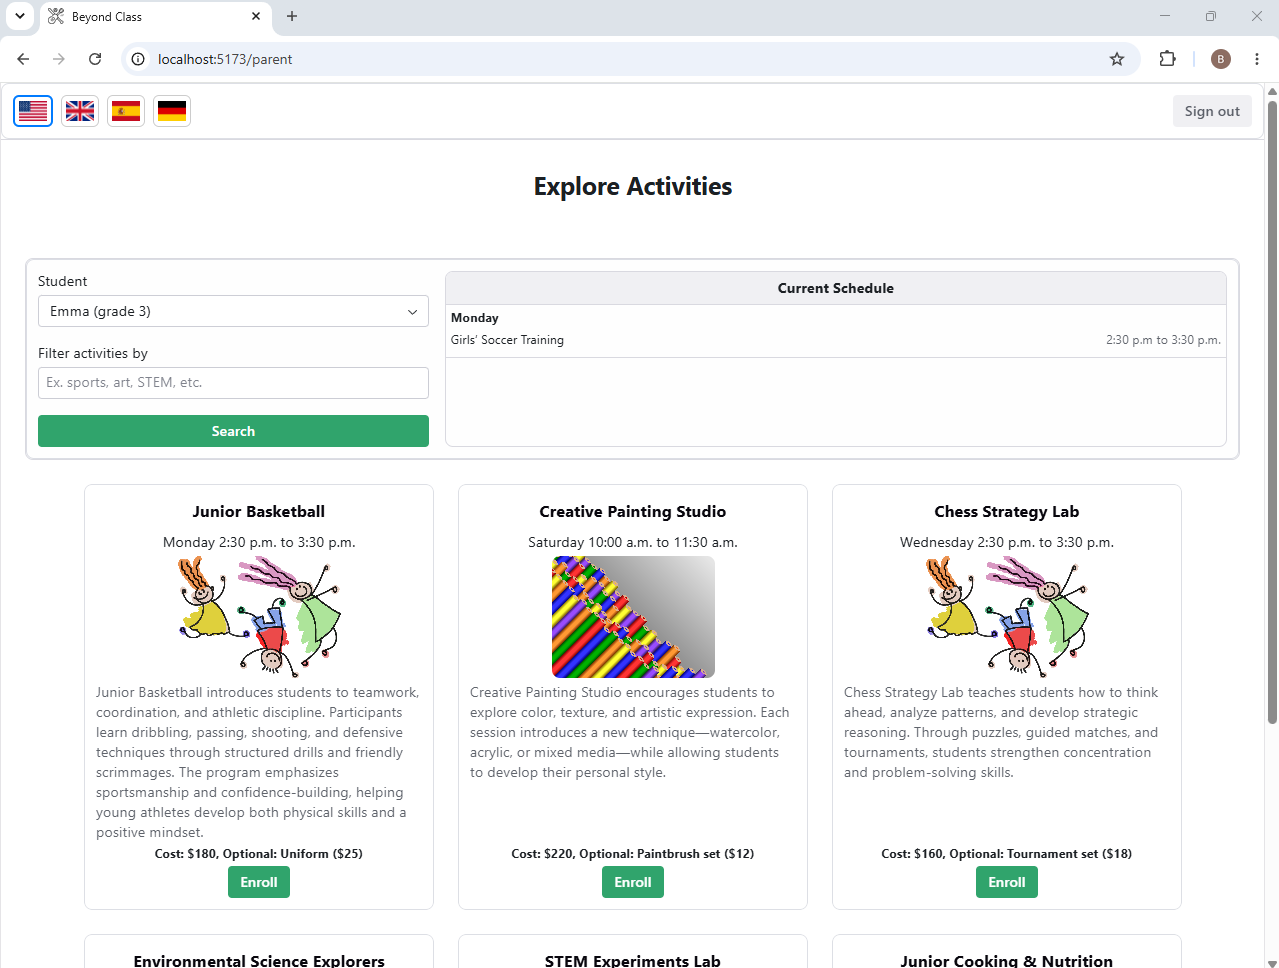 Beyond Class
localhost:5173/parent
B
Sign out
Explore Activities
Student
Emma (grade 3)
Filter activities by
Ex. sports, art, STEM, etc.
Search
Current Schedule
Monday
Girls' Soccer Training 2:30 p.m to 3:30 p.m.
Junior Basketball
Monday 2:30 p.m. to 3:30 p.m.
Junior Basketball introduces students to teamwork,
coordination, and athletic discipline. Participants
learn dribbling, passing, shooting, and defensive
techniques through structured drills and friendly
scrimmages. The program emphasizes
sportsmanship and confidence-building, helping
young athletes develop both physical skills and a
positive mindset.
Cost: $180, Optional: Uniform ($25)
Enroll
Creative Painting Studio
Saturday 10:00 a.m. to 11:30 a.m.
Creative Painting Studio encourages students to
explore color, texture, and artistic expression. Each
session introduces a new technique—watercolor,
acrylic, or mixed media—while allowing students
to develop their personal style.
Cost: $220, Optional: Paintbrush set ($12)
Enroll
Chess Strategy Lab
Wednesday 2:30 p.m. to 3:30 p.m.
Chess Strategy Lab teaches students how to think
ahead, analyze patterns, and develop strategic
reasoning. Through puzzles, guided matches, and
tournaments, students strengthen concentration
and problem-solving skills.
Cost: $160, Optional: Tournament set ($18)
Enroll
Environmental Science Explorers
STEM Experiments Lab
Junior Cooking & Nutrition